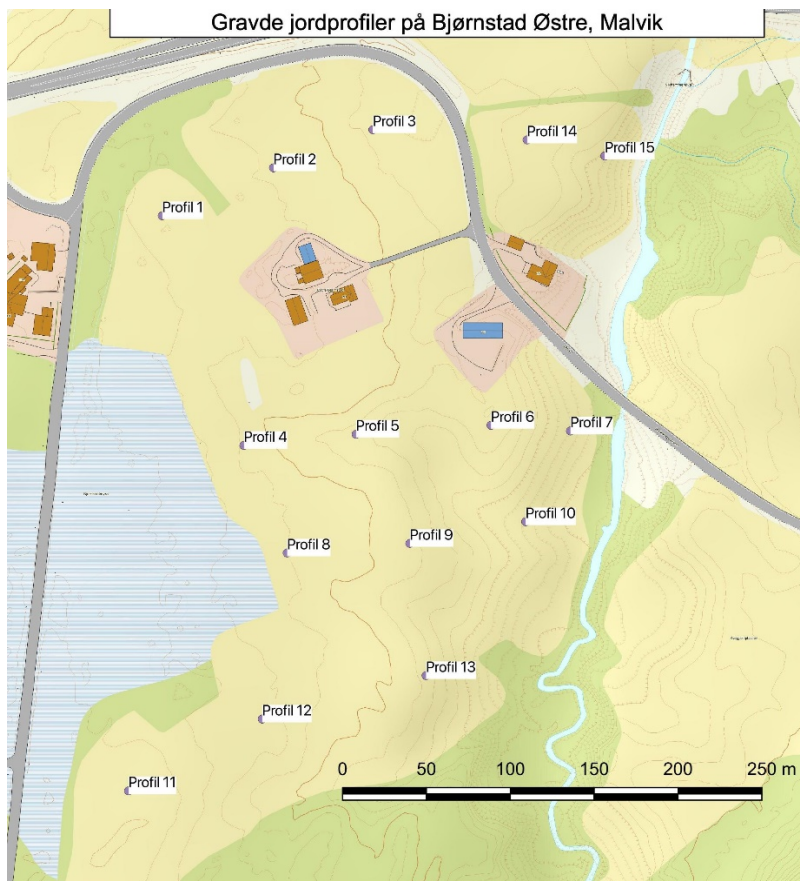 Gravde jordprofiler på Bjørnstad Østre, Malvik
Profil 3
Profil 14
Profil 15
Profil 2
Profil 1
Profil 6
Profil 7
Profil 5
Profil 4
Profil 10
Profil 9
Profil 8
Profil 13
Profil 12
0 50 100 150 200 250 m
Profil 11